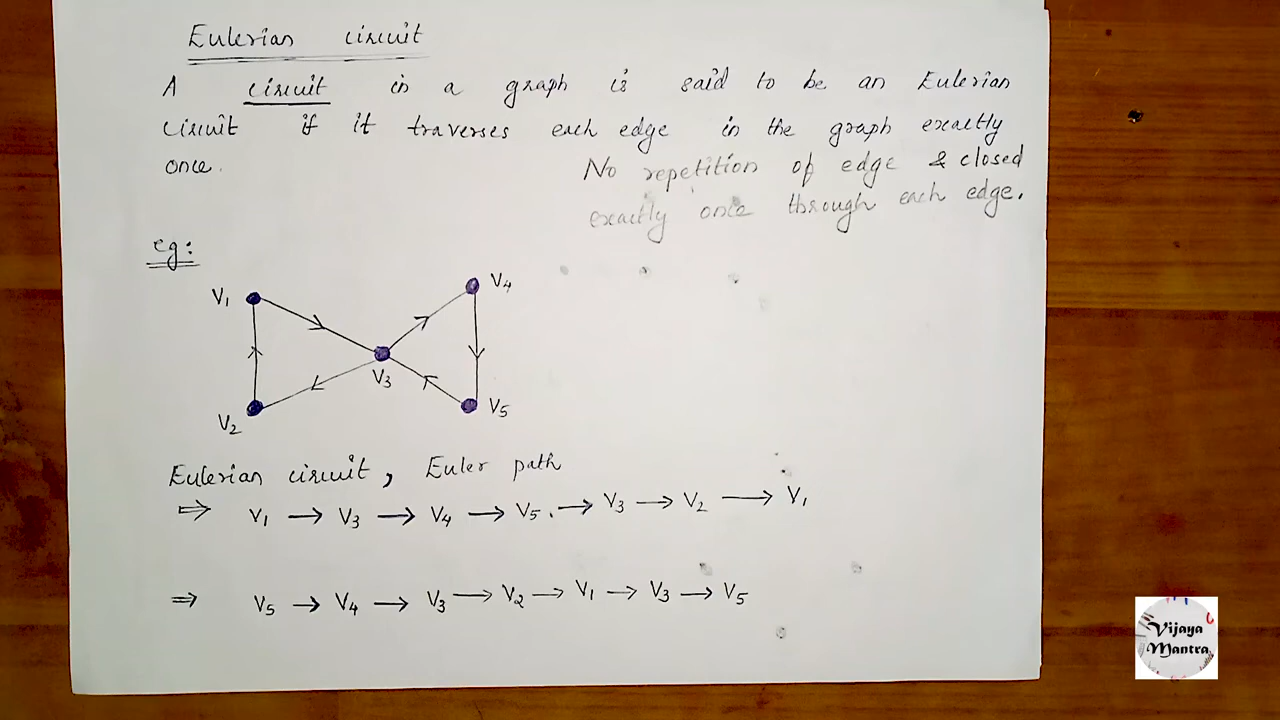 Eulerian circuit
A circuit in a graph is said to be an Eulerian
circuit if it traverses each edge in the graph exactly
once.
No repetition of edge & closed
exactly once through each edge.
eg:
V1
V4
V3
V2
V5
Eulerian circuit, Euler path
⇒ V1 → V3 → V4 → V5 . → V3 → V2 → V1
⇒ V5 → V4 → V3 → V2 → V1 → V3 → V5
Vijaya
Mantra